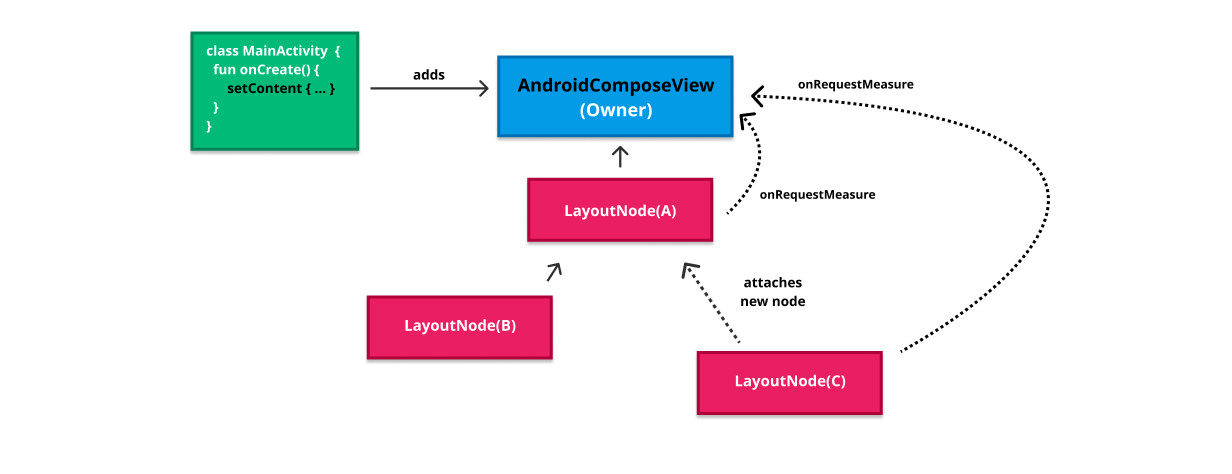 class MainActivity {
fun onCreate() {
setContent { ... }
}
}
adds
AndroidComposeView
(Owner)
onRequestMeasure
LayoutNode(A)
onRequestMeasure
attaches
new node
LayoutNode(B)
LayoutNode(C)